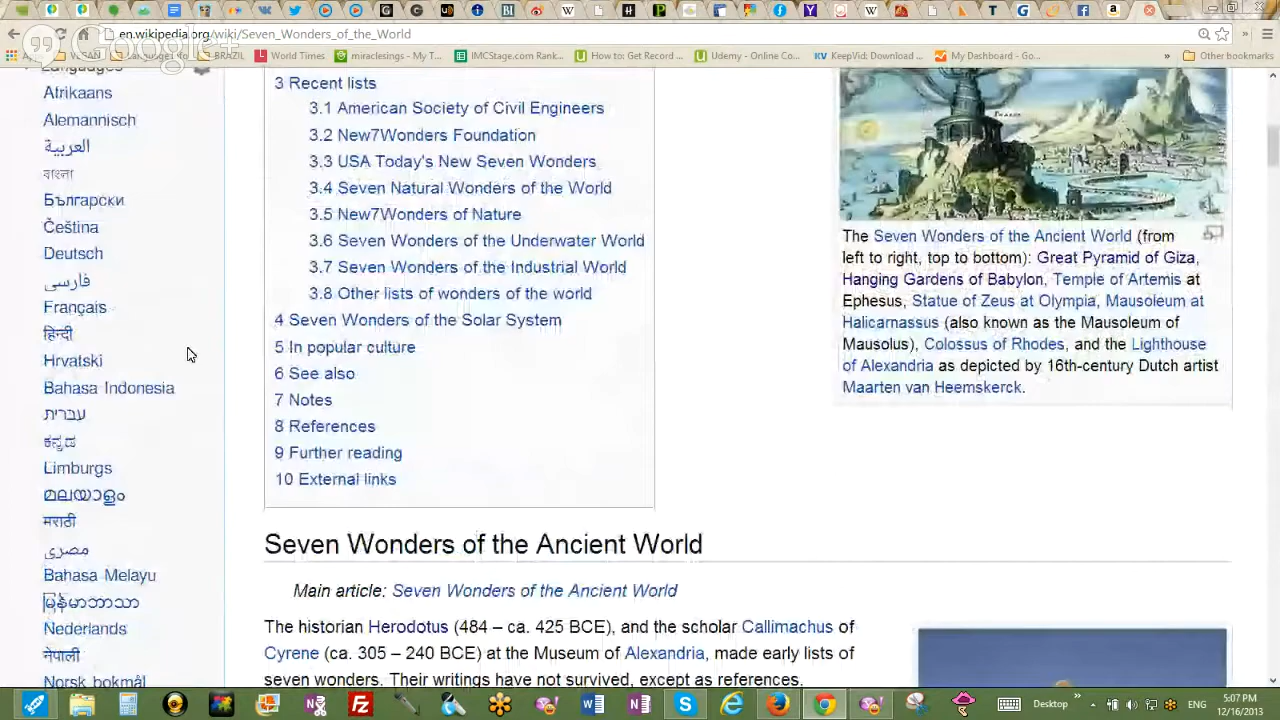 en.wikipedia.org/wiki/Seven_Wonders_of_the_World
Google+
World Times
miraclesings - My T...
IMCStage.com Rank...
How to: Get Record ...
Udemy - Online Co...
KeepVid: Download ...
My Dashboard - Go...
»
Other bookmarks
Languages
Afrikaans
Alemannisch
العربية
বাংলা
Български
Čeština
Deutsch
فارسی
Français
हिन्दी
Hrvatski
Bahasa Indonesia
עברית
ಕನ್ನಡ
Limburgs
മലയാളം
मराठी
مصرى
Bahasa Melayu
မြန်မာဘာသာ
Nederlands
नेपाली
Norsk bokmål
3 Recent lists
3.1 American Society of Civil Engineers
3.2 New7Wonders Foundation
3.3 USA Today's New Seven Wonders
3.4 Seven Natural Wonders of the World
3.5 New7Wonders of Nature
3.6 Seven Wonders of the Underwater World
3.7 Seven Wonders of the Industrial World
3.8 Other lists of wonders of the world
4 Seven Wonders of the Solar System
5 In popular culture
6 See also
7 Notes
8 References
9 Further reading
10 External links
The Seven Wonders of the Ancient World (from
left to right, top to bottom): Great Pyramid of Giza,
Hanging Gardens of Babylon, Temple of Artemis at
Ephesus, Statue of Zeus at Olympia, Mausoleum at
Halicarnassus (also known as the Mausoleum of
Mausolus), Colossus of Rhodes, and the Lighthouse
of Alexandria as depicted by 16th-century Dutch artist
Maarten van Heemskerck.
Seven Wonders of the Ancient World
Main article: Seven Wonders of the Ancient World
The historian Herodotus (484 – ca. 425 BCE), and the scholar Callimachus of
Cyrene (ca. 305 – 240 BCE) at the Museum of Alexandria, made early lists of
seven wonders. Their writings have not survived, except as references.
Desktop
»
ENG
5:07 PM
12/16/2013